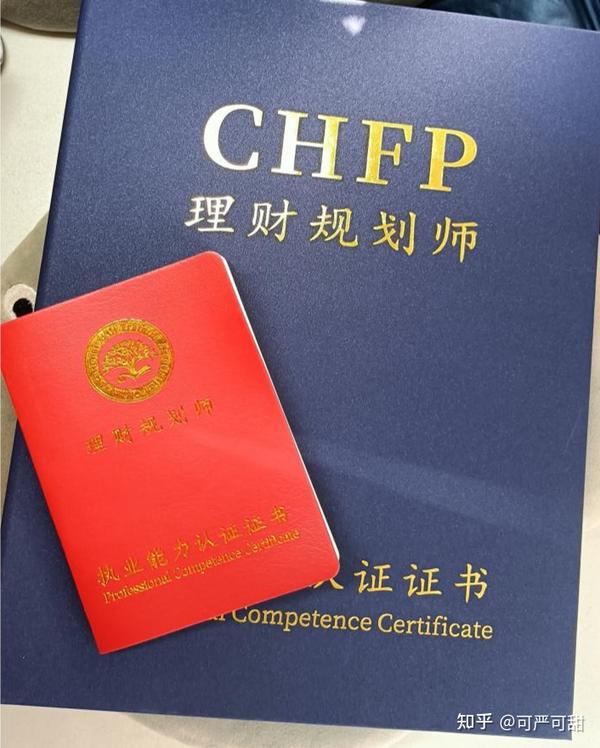 CHFP
理财规划师
理财规划师
执业能力认证证书
Professional Competence Certificate
认证证书
Competence Certificate
知乎 @可严可甜